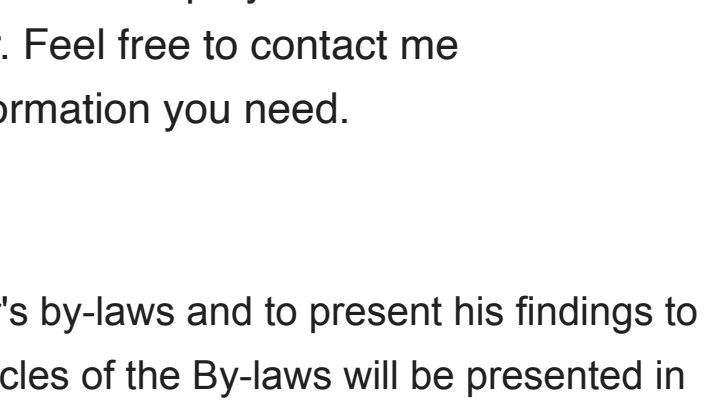 . Feel free to contact me
ormation you need.
's by-laws and to present his findings to
cles of the By-laws will be presented in